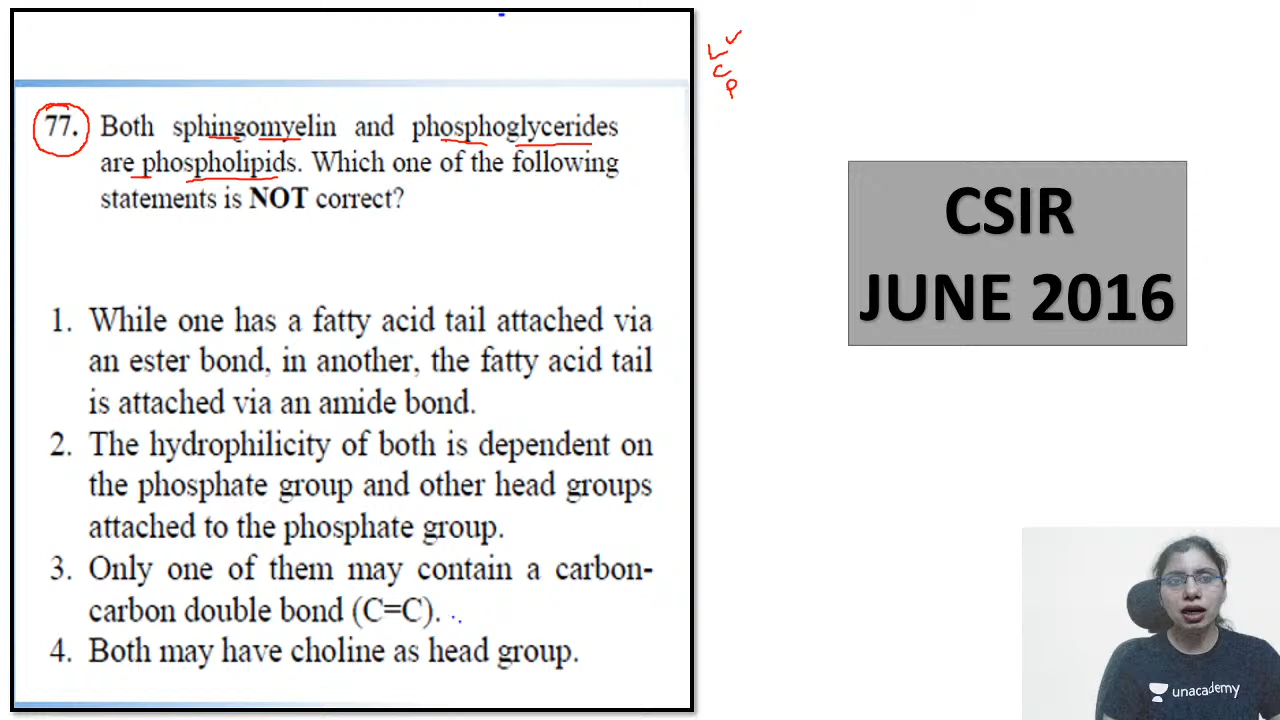 77. Both sphingomyelin and phosphoglycerides
are phospholipids. Which one of the following
statements is NOT correct?
1. While one has a fatty acid tail attached via
an ester bond, in another, the fatty acid tail
is attached via an amide bond.
2. The hydrophilicity of both is dependent on
the phosphate group and other head groups
attached to the phosphate group.
3. Only one of them may contain a carbon-
carbon double bond (C=C).
4. Both may have choline as head group.
CSIR
JUNE 2016
unacademy